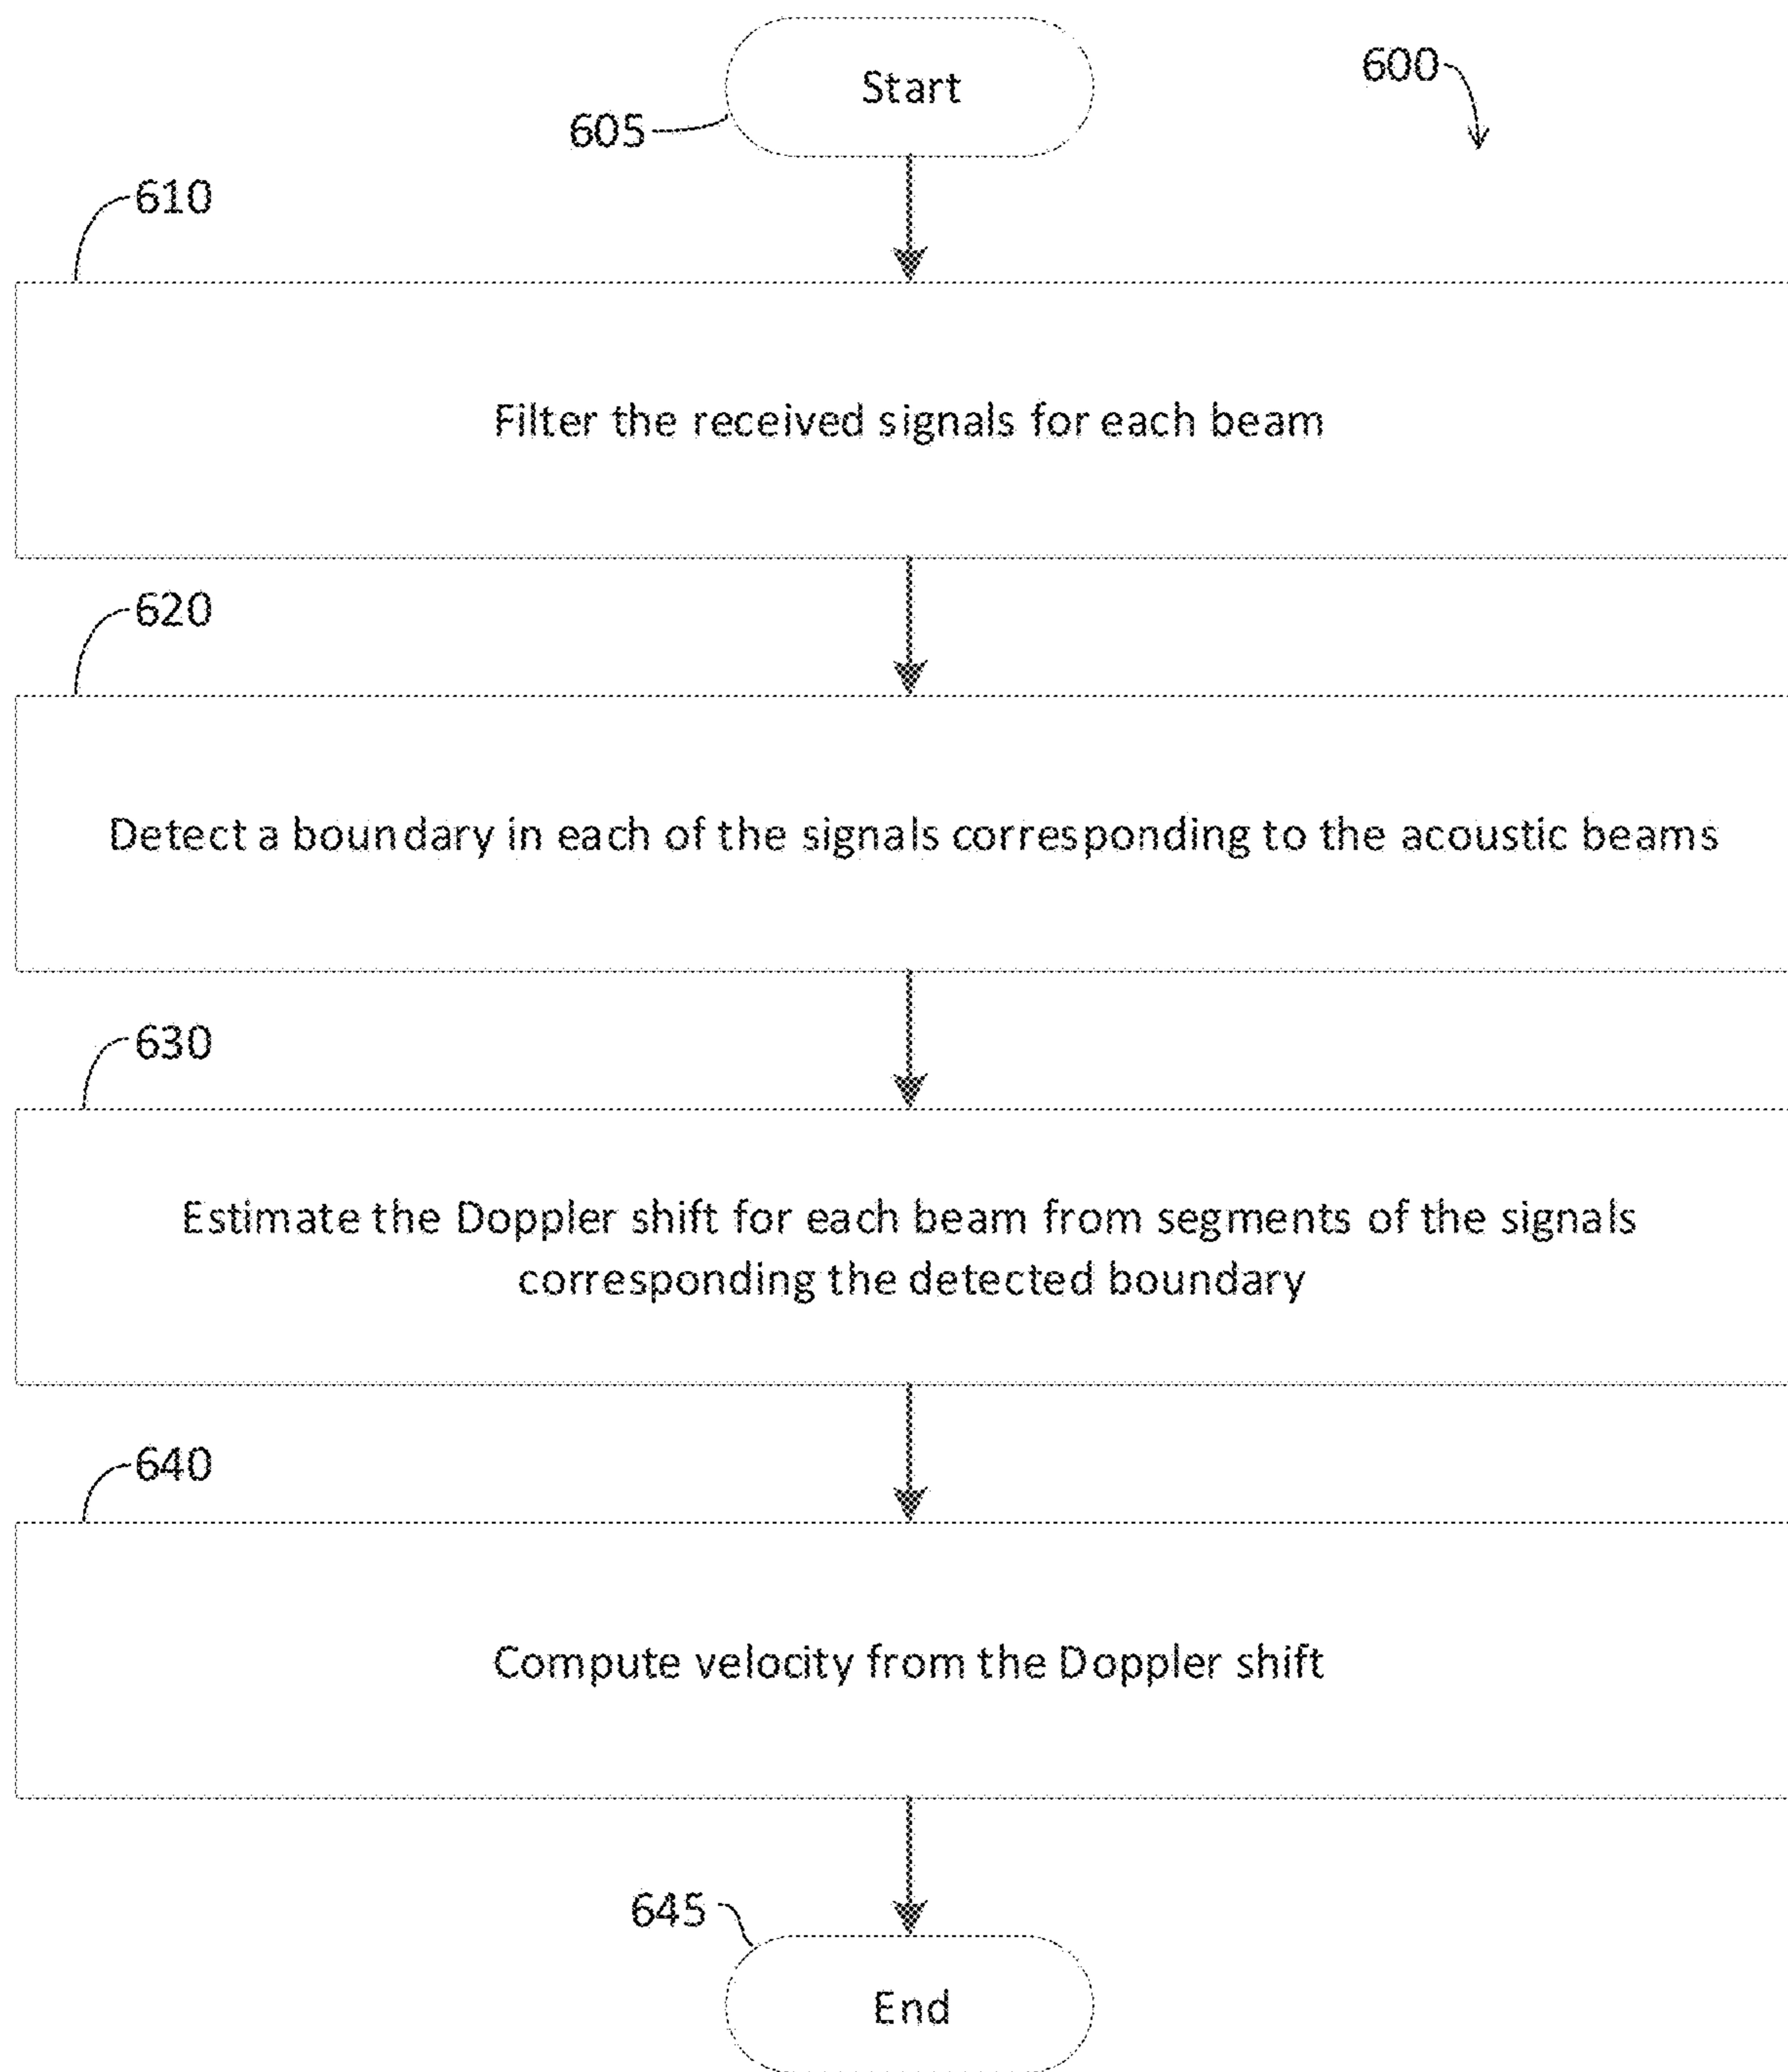 Start
600
605
610
Filter the received signals for each beam
620
Detect a boundary in each of the signals corresponding to the acoustic beams
630
Estimate the Doppler shift for each beam from segments of the signals
corresponding the detected boundary
640
Compute velocity from the Doppler shift
645
End